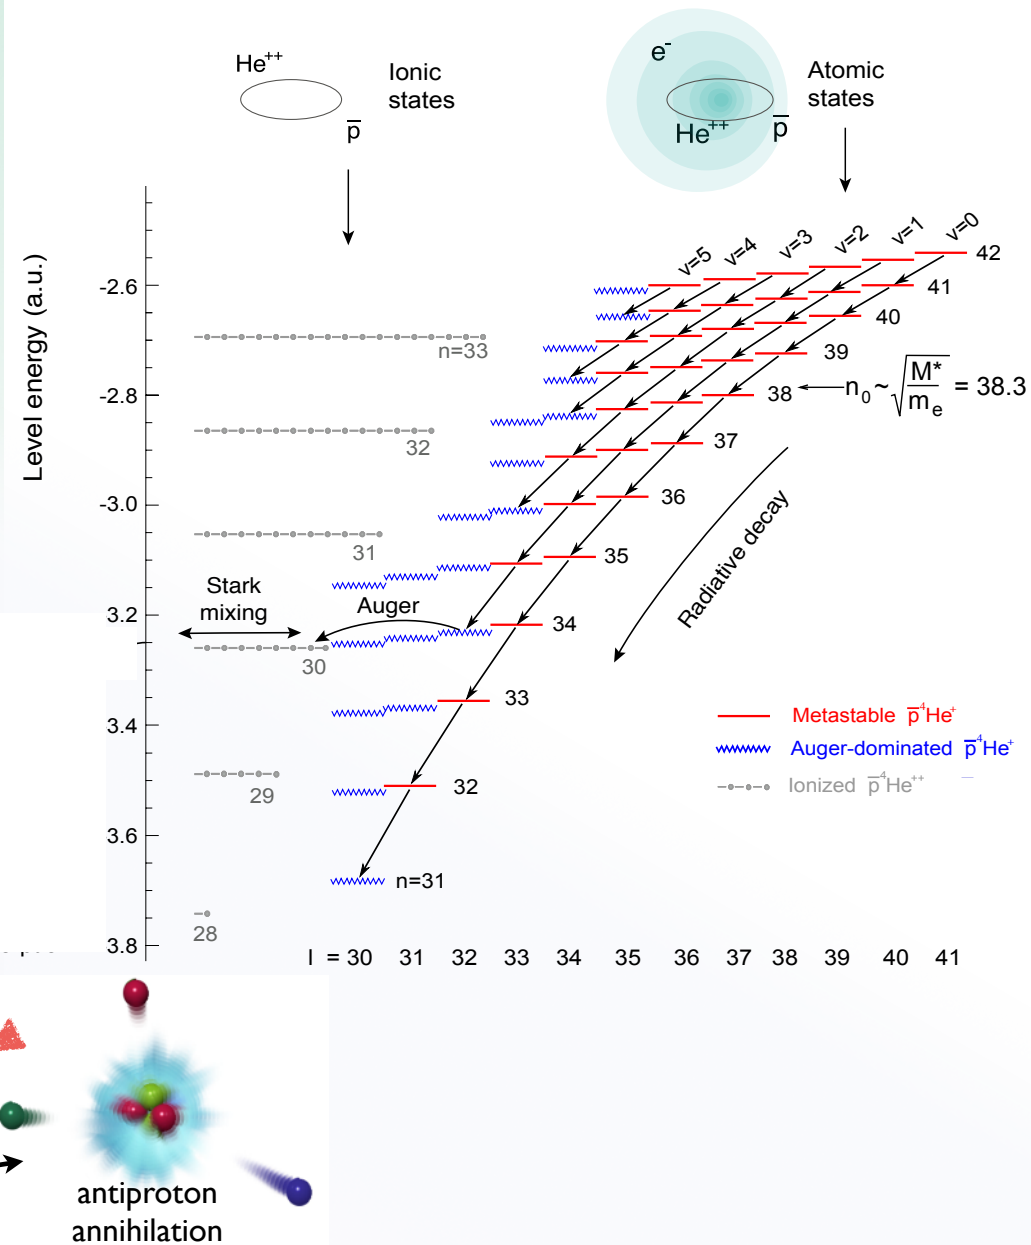 He++
Ionic
states
p̅
e-
He++
p̅
Atomic
states
Level energy (a.u.)
-2.6
-2.8
-3.0
3.2
3.4
3.6
3.8
v=5
v=4
v=3
v=2
v=1
v=0
42
41
40
39
38
n₀ ~ √(M*/mₑ) = 38.3
37
36
35
34
33
32
n=31
n=33
32
31
30
29
28
Stark
mixing
Auger
Radiative decay
Metastable p̅⁴He⁺
Auger-dominated p̅⁴He⁺
Ionized p̅⁴He⁺⁺
l = 30 31 32 33 34 35 36 37 38 39 40 41
antiproton
annihilation